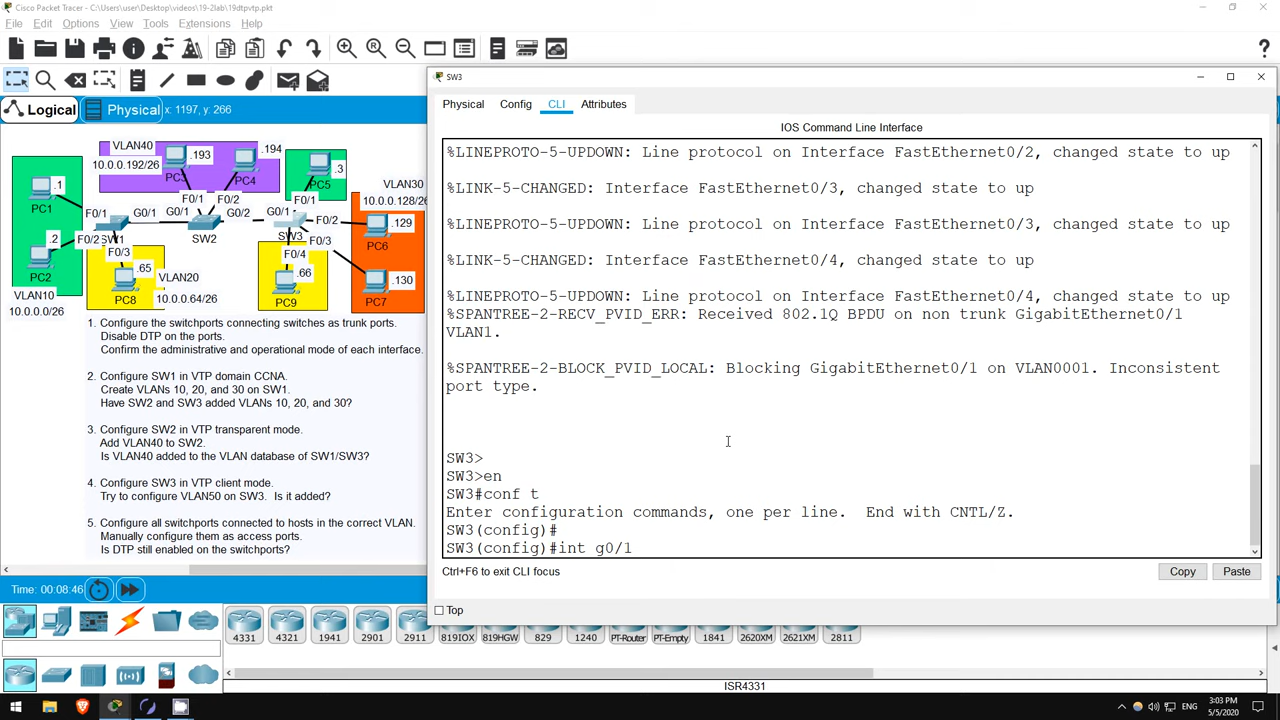 Cisco Packet Tracer - C:\Users\user\Desktop\videos\19-2lab\19dtpvtp.pkt
File Edit Options View Tools Extensions Help
Logical Physical x: 1197, y: 266
SW3
Physical Config CLI Attributes
IOS Command Line Interface
%LINEPROTO-5-UPDOWN: Line protocol on Interface FastEthernet0/2, changed state to up
%LINK-5-CHANGED: Interface FastEthernet0/3, changed state to up
%LINEPROTO-5-UPDOWN: Line protocol on Interface FastEthernet0/3, changed state to up
%LINK-5-CHANGED: Interface FastEthernet0/4, changed state to up
%LINEPROTO-5-UPDOWN: Line protocol on Interface FastEthernet0/4, changed state to up
%SPANTREE-2-RECV_PVID_ERR: Received 802.1Q BPDU on non trunk GigabitEthernet0/1
VLAN1.
%SPANTREE-2-BLOCK_PVID_LOCAL: Blocking GigabitEthernet0/1 on VLAN0001. Inconsistent
port type.
SW3>
SW3>en
SW3#conf t
Enter configuration commands, one per line.  End with CNTL/Z.
SW3(config)#
SW3(config)#int g0/1
Ctrl+F6 to exit CLI focus
Copy Paste
Top
VLAN40
10.0.0.192/26
.193
.194
PC3
PC4
PC5
.3
VLAN30
10.0.0.128/26
.1
PC1
.2
PC2
VLAN10
10.0.0.0/26
F0/1
F0/2
F0/3
SW1
G0/1
F0/1
F0/2
G0/1
G0/2
SW2
G0/1
F0/1
F0/2
F0/3
F0/4
SW3
.129
PC6
.130
PC7
.65
PC8
VLAN20
10.0.0.64/26
.66
PC9
1. Configure the switchports connecting switches as trunk ports.
Disable DTP on the ports.
Confirm the administrative and operational mode of each interface.
2. Configure SW1 in VTP domain CCNA.
Create VLANs 10, 20, and 30 on SW1.
Have SW2 and SW3 added VLANs 10, 20, and 30?
3. Configure SW2 in VTP transparent mode.
Add VLAN40 to SW2.
Is VLAN40 added to the VLAN database of SW1/SW3?
4. Configure SW3 in VTP client mode.
Try to configure VLAN50 on SW3.  Is it added?
5. Configure all switchports connected to hosts in the correct VLAN.
Manually configure them as access ports.
Is DTP still enabled on the switchports?
Time: 00:08:46
4331 4321 1941 2901 2911 819IOX 819HGW 829 1240 PT-Router PT-Empty 1841 2620XM 2621XM 2811
ISR4331
ENG
3:03 PM
5/5/2020